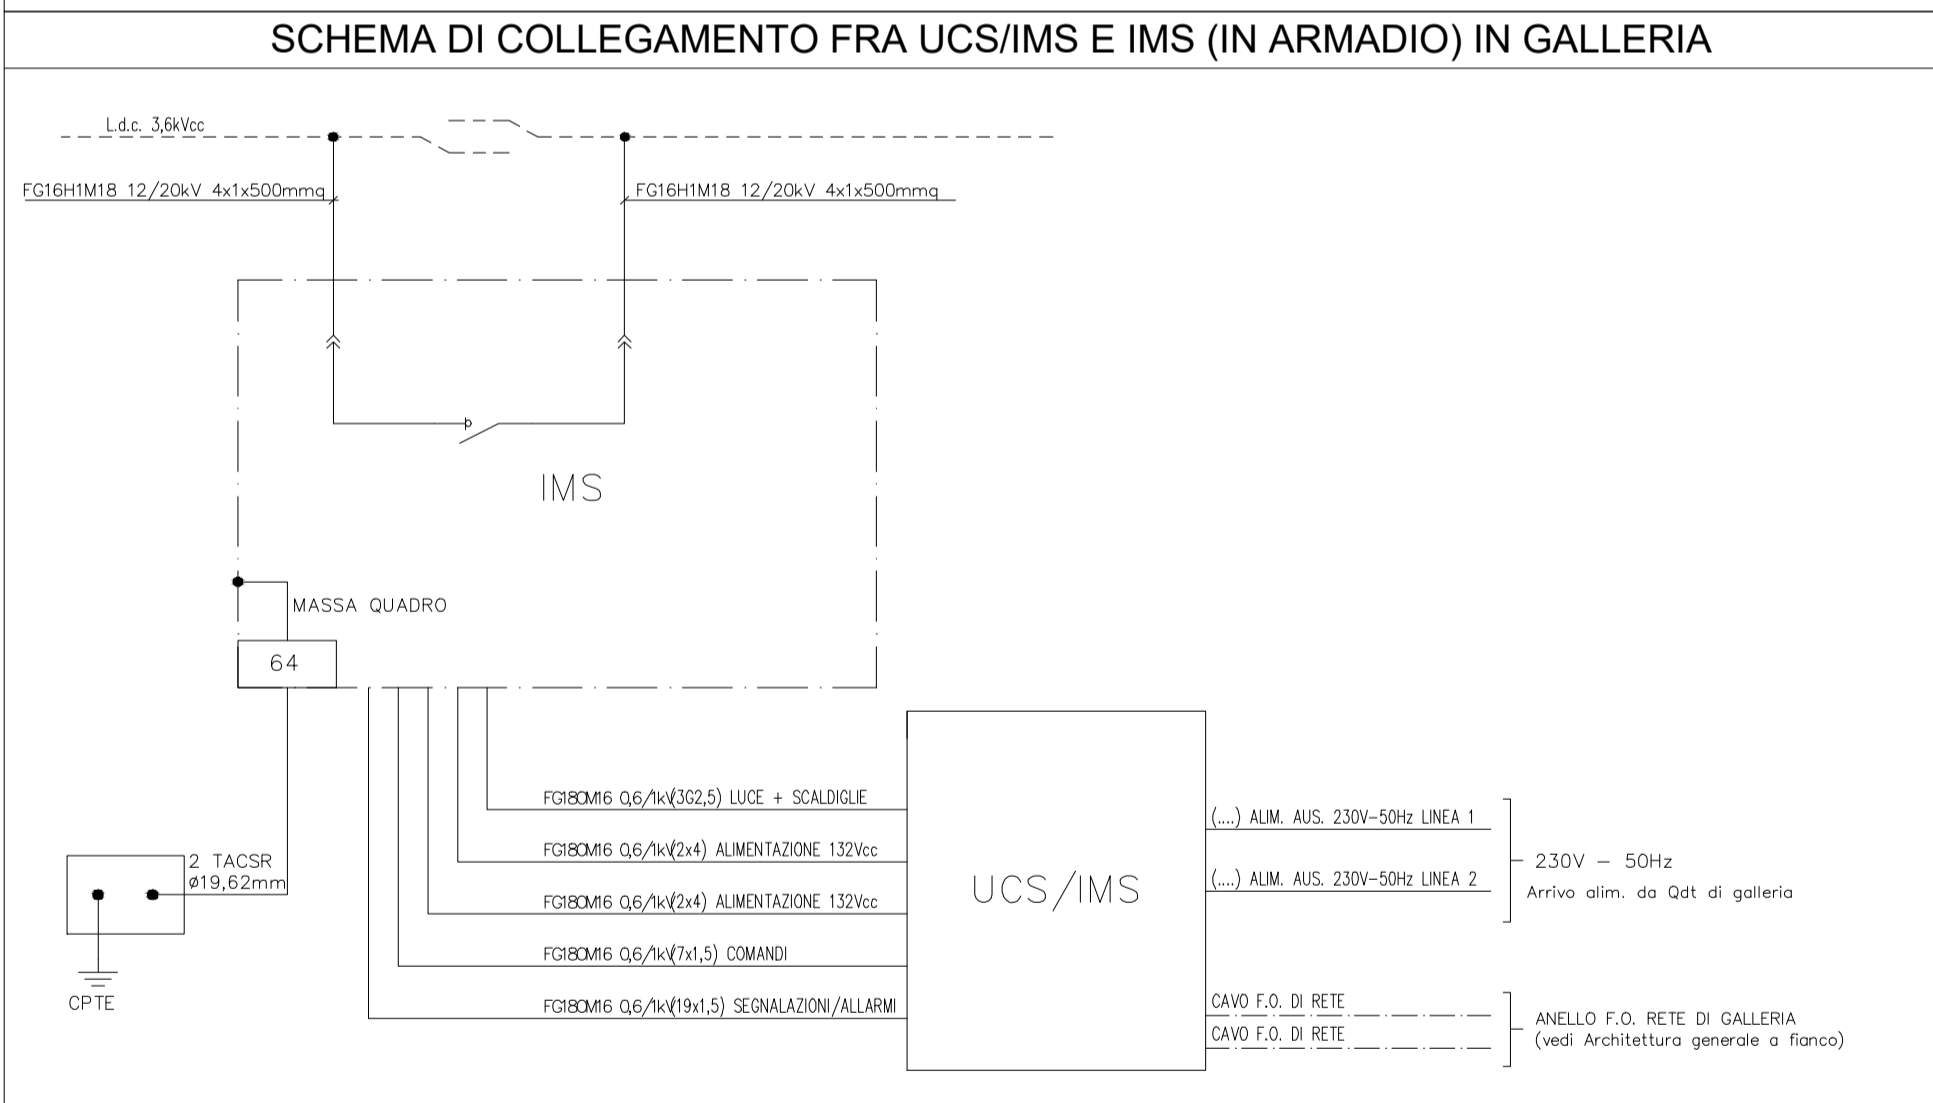 SCHEMA DI COLLEGAMENTO FRA UCS/IMS E IMS (IN ARMADIO) IN GALLERIA
L.d.c. 3,6kVcc
FG16H1M18 12/20kV 4x1x500mmq
FG16H1M18 12/20kV 4x1x500mmq
IMS
MASSA QUADRO
64
FG18OM16 0,6/1kV(3G2,5) LUCE + SCALDIGLIE
FG18OM16 0,6/1kV(2x4) ALIMENTAZIONE 132Vcc
FG18OM16 0,6/1kV(2x4) ALIMENTAZIONE 132Vcc
FG18OM16 0,6/1kV(7x1,5) COMANDI
FG18OM16 0,6/1kV(19x1,5) SEGNALAZIONI/ALLARMI
2 TACSR
ø19,62mm
CPTE
UCS/IMS
(....) ALIM. AUS. 230V-50Hz LINEA 1
(....) ALIM. AUS. 230V-50Hz LINEA 2
230V – 50Hz
Arrivo alim. da Qdt di galleria
CAVO F.O. DI RETE
CAVO F.O. DI RETE
ANELLO F.O. RETE DI GALLERIA
(vedi Architettura generale a fianco)